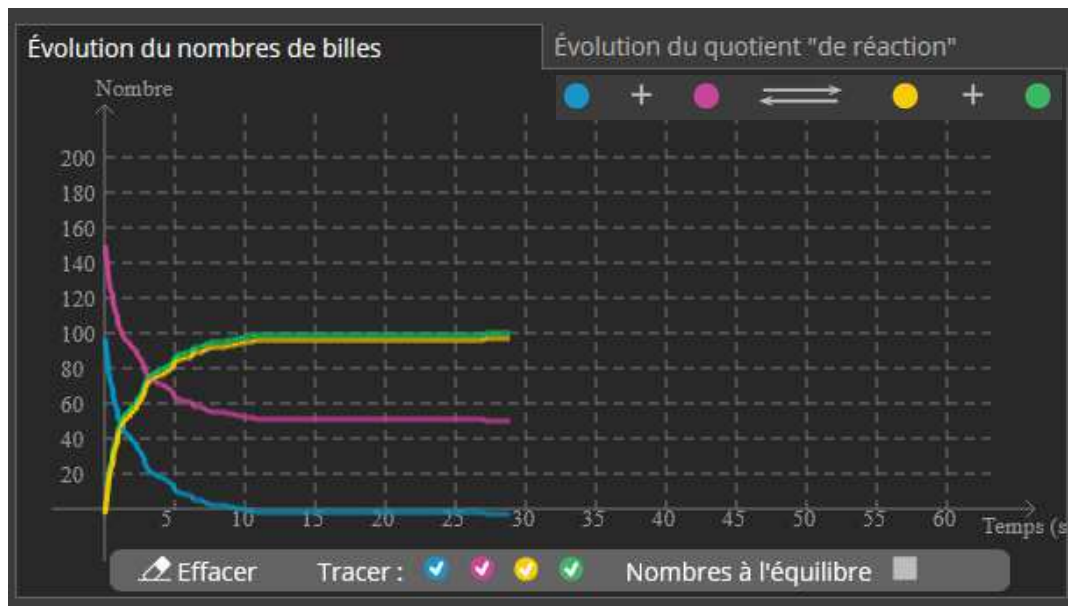 Évolution du nombres de billes
Évolution du quotient "de réaction"
Nombre
+ +
200
180
160
140
120
100
80
60
40
20
5 10 15 20 25 30 35 40 45 50 55 60 Temps (s
Effacer Tracer : Nombres à l'équilibre